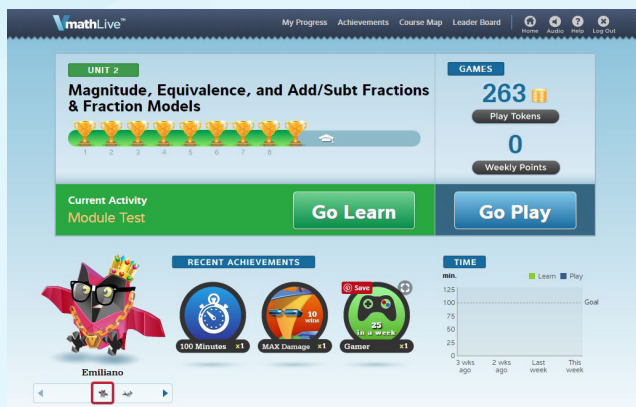 VmathLive™
My Progress Achievements Course Map Leader Board
Home Audio Help Log Out
UNIT 2
Magnitude, Equivalence, and Add/Subt Fractions
& Fraction Models
1 2 3 4 5 6 7 8
Current Activity
Module Test
Go Learn
GAMES
263
Play Tokens
0
Weekly Points
Go Play
Emiliano
RECENT ACHIEVEMENTS
100 Minutes x1
10
wins
MAX Damage x1
Save
25
in a week
Gamer x1
TIME
min.
Learn Play
125
100
Goal
75
50
25
0
3 wks ago
2 wks ago
Last week
This week